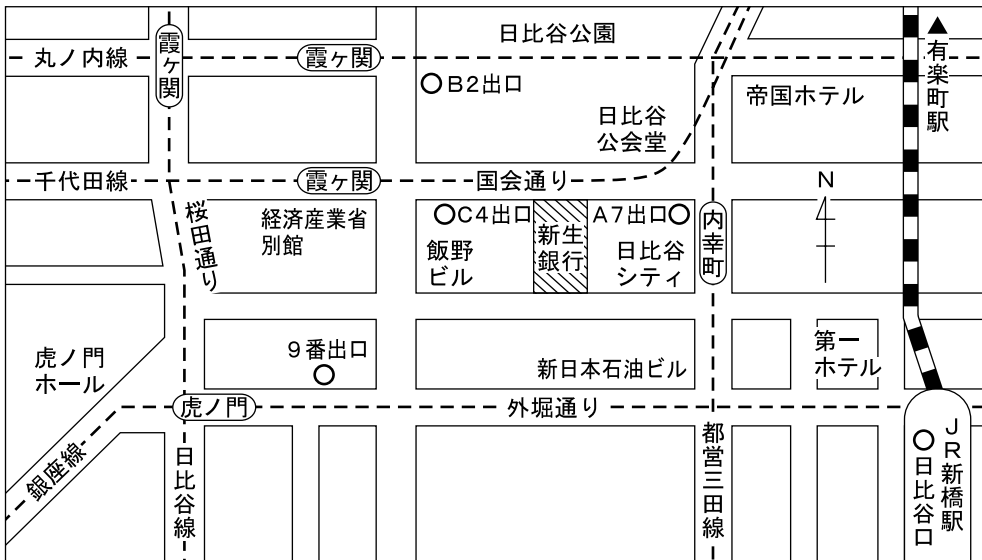 日比谷公園
丸ノ内線
霞ヶ関
霞ヶ関
B2出口
帝国ホテル
▲有楽町駅
日比谷
公会堂
千代田線
霞ヶ関
国会通り
N
桜田通り
経済産業省
別館
C4出口
飯野
ビル
新生
銀行
A7出口
日比谷
シティ
内幸町
虎ノ門
ホール
9番出口
新日本石油ビル
第一
ホテル
虎ノ門
外堀通り
銀座線
日比谷線
都営三田線
JR新橋駅
日比谷口